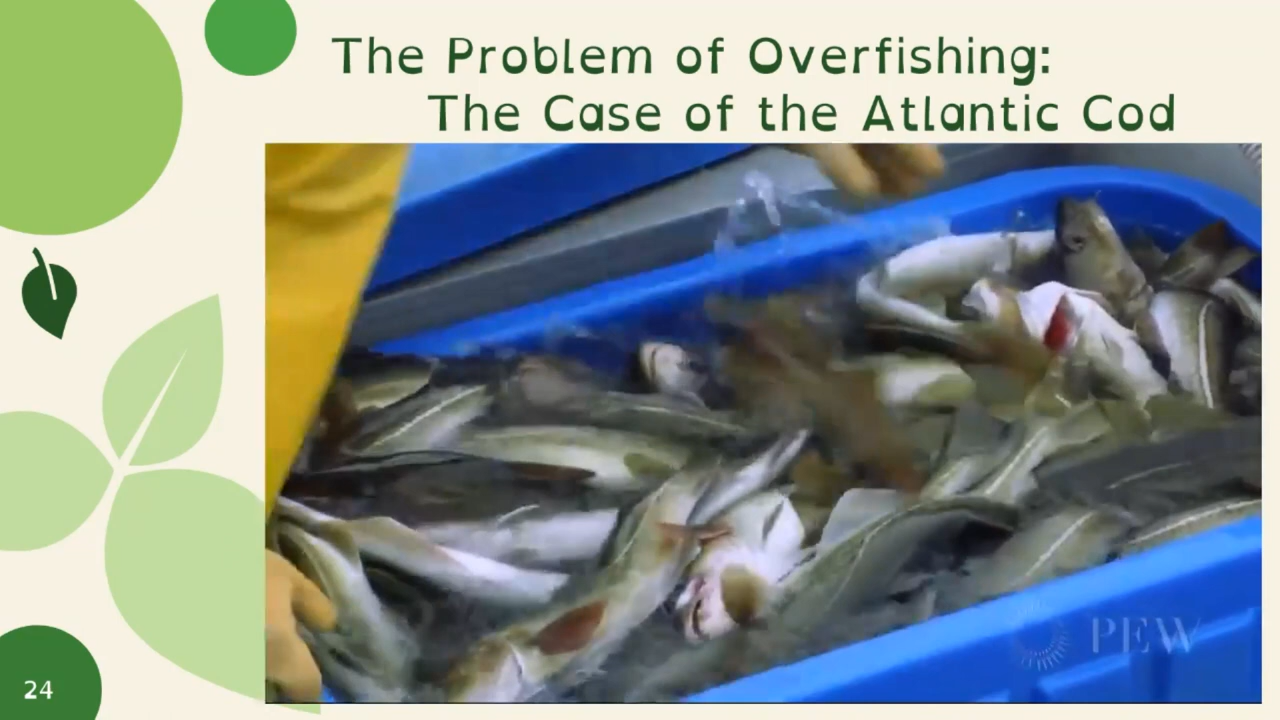 The Problem of Overfishing:
The Case of the Atlantic Cod
PEW
24